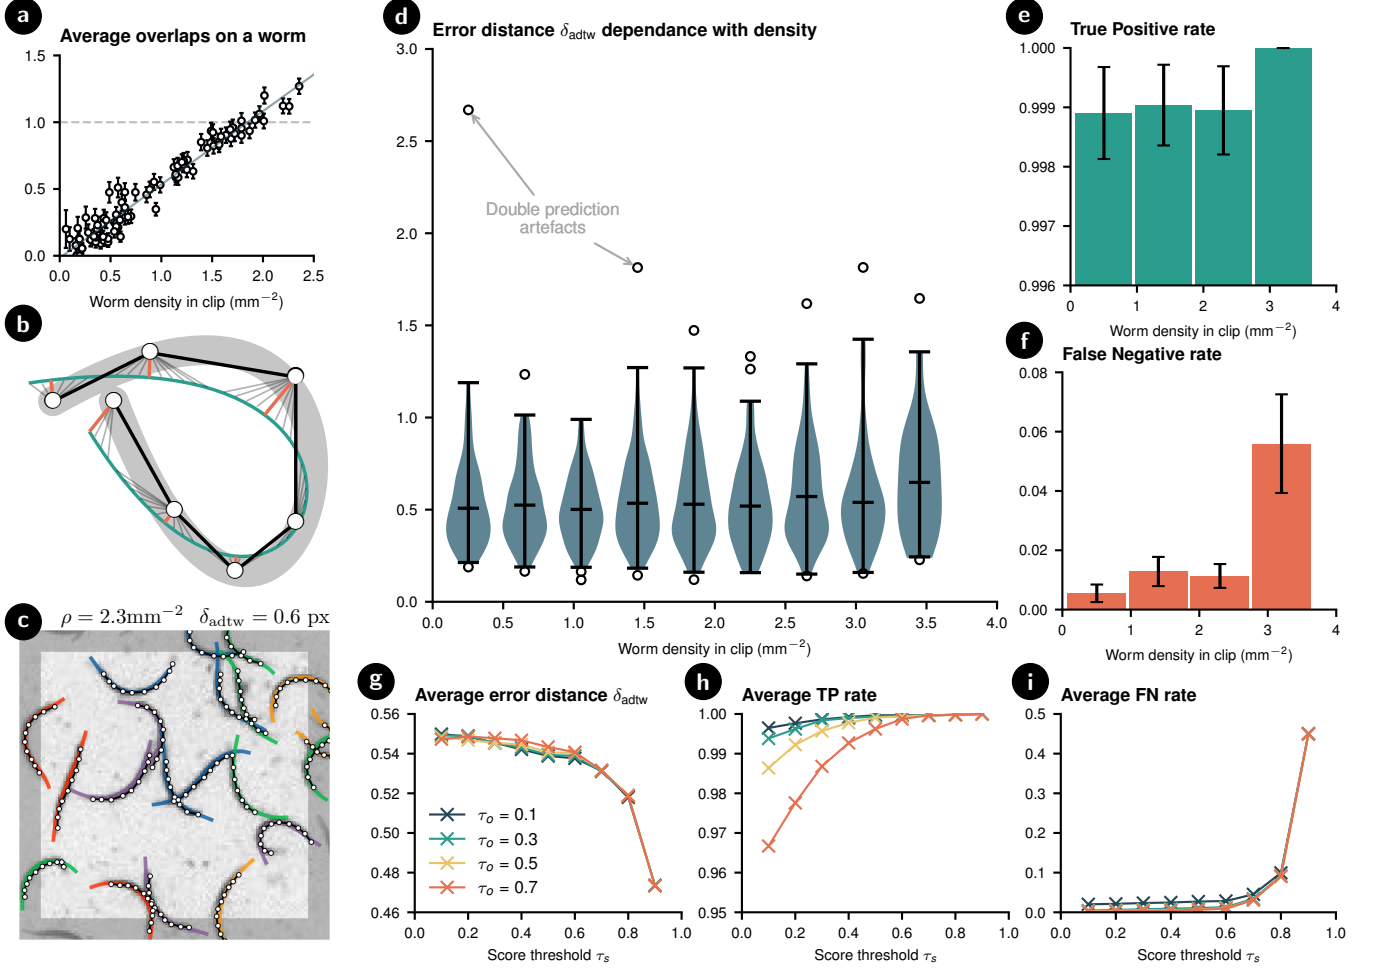 a
Average overlaps on a worm
1.5
1.0
0.5
0.0
0.0 0.5 1.0 1.5 2.0 2.5
Worm density in clip (mm⁻²)
b
c
ρ = 2.3mm⁻² δadtw = 0.6 px
d
Error distance δadtw dependance with density
3.0
2.5
2.0
1.5
1.0
0.5
0.0
Double prediction
artefacts
0.0 0.5 1.0 1.5 2.0 2.5 3.0 3.5 4.0
Worm density in clip (mm⁻²)
e
True Positive rate
1.000
0.999
0.998
0.997
0.996
0 1 2 3 4
Worm density in clip (mm⁻²)
f
False Negative rate
0.08
0.06
0.04
0.02
0.00
0 1 2 3 4
Worm density in clip (mm⁻²)
g
Average error distance δadtw
0.56
0.54
0.52
0.50
0.48
0.46
τo = 0.1
τo = 0.3
τo = 0.5
τo = 0.7
0.0 0.2 0.4 0.6 0.8 1.0
Score threshold τs
h
Average TP rate
1.00
0.99
0.98
0.97
0.96
0.95
0.0 0.2 0.4 0.6 0.8 1.0
Score threshold τs
i
Average FN rate
0.5
0.4
0.3
0.2
0.1
0.0
0.0 0.2 0.4 0.6 0.8 1.0
Score threshold τs